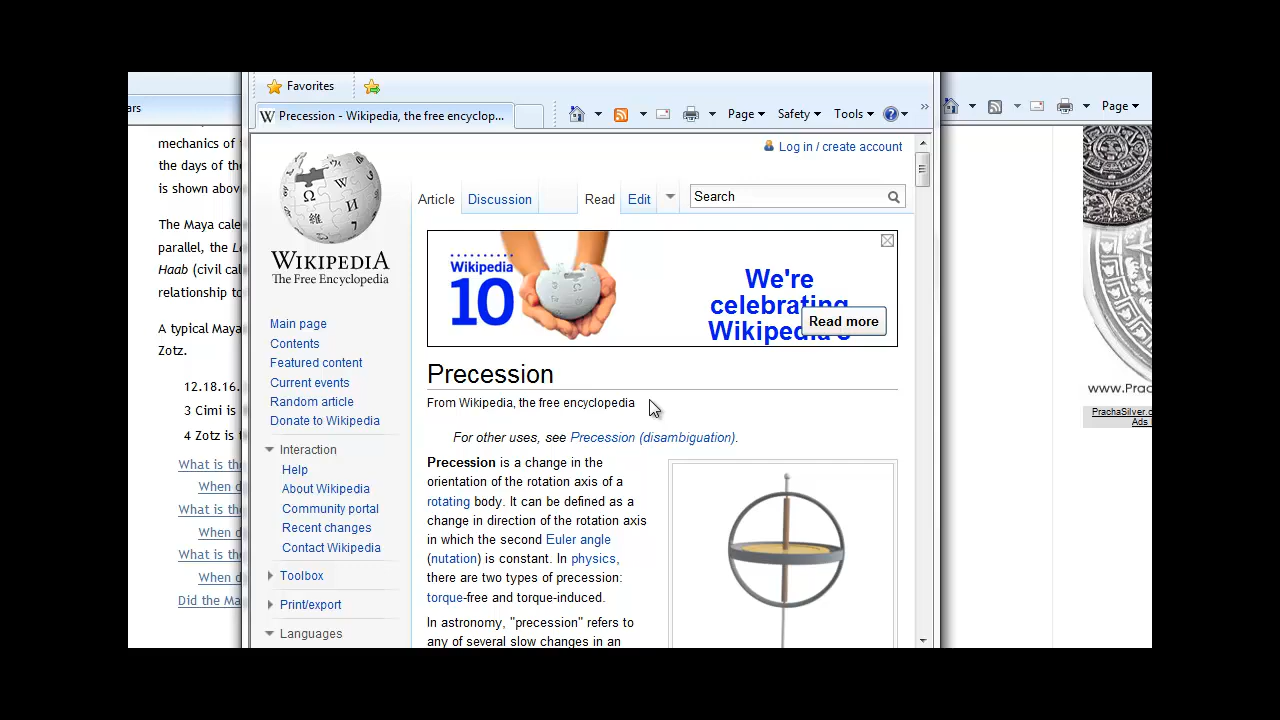 Favorites
Precession - Wikipedia, the free encyclop...
Page
Safety
Tools
Page
ars
Log in / create account
Article
Discussion
Read
Edit
Search
WIKIPEDIA
The Free Encyclopedia
Wikipedia
10
We're
celebrating
Wikipedia's
Read more
Main page
Contents
Featured content
Current events
Random article
Donate to Wikipedia
Interaction
Help
About Wikipedia
Community portal
Recent changes
Contact Wikipedia
Toolbox
Print/export
Languages
Precession
From Wikipedia, the free encyclopedia
For other uses, see Precession (disambiguation).
Precession is a change in the
orientation of the rotation axis of a
rotating body. It can be defined as a
change in direction of the rotation axis
in which the second Euler angle
(nutation) is constant. In physics,
there are two types of precession:
torque-free and torque-induced.
In astronomy, "precession" refers to
any of several slow changes in an
mechanics of
the days of the
is shown abov
The Maya cale
parallel, the L
Haab (civil cal
relationship to
A typical Maya
Zotz.
12.18.16.
3 Cimi is
4 Zotz is t
What is the
When d
What is the
When d
What is the
When d
Did the Ma
www.Prac
PrachaSilver.c
Ads